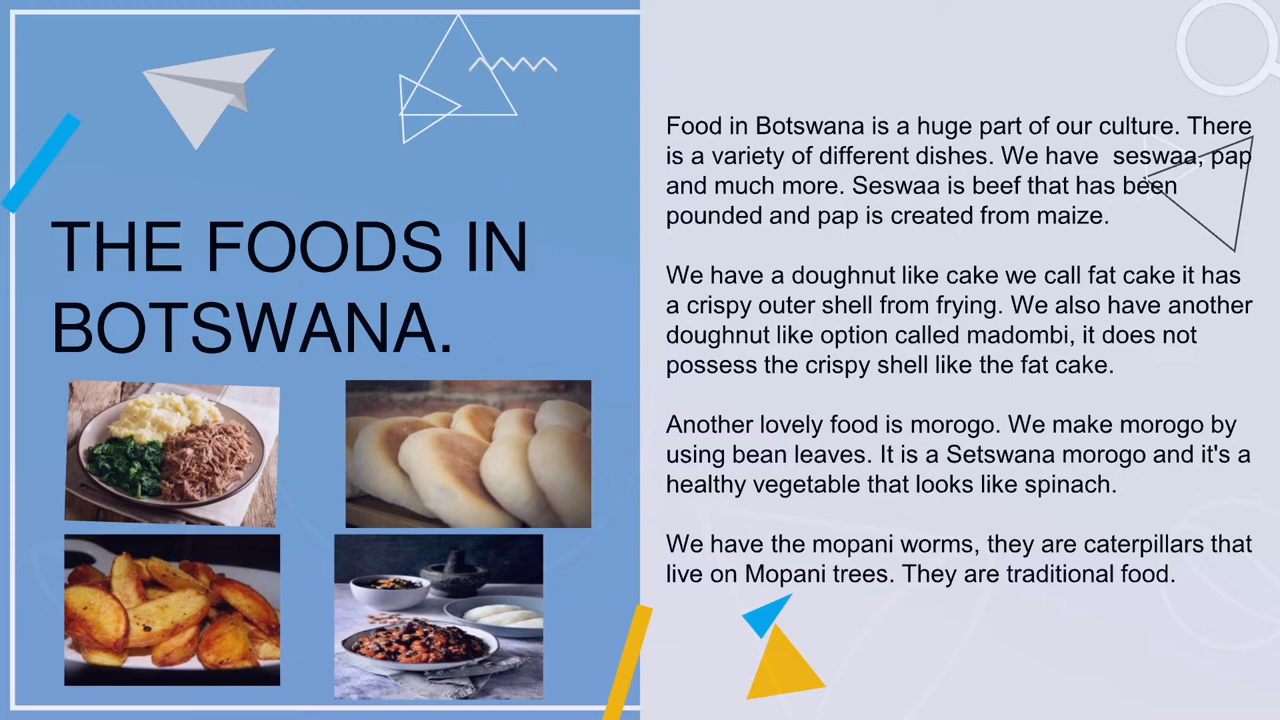 THE FOODS IN
BOTSWANA.
Food in Botswana is a huge part of our culture. There
is a variety of different dishes. We have  seswaa, pap
and much more. Seswaa is beef that has been
pounded and pap is created from maize.
We have a doughnut like cake we call fat cake it has
a crispy outer shell from frying. We also have another
doughnut like option called madombi, it does not
possess the crispy shell like the fat cake.
Another lovely food is morogo. We make morogo by
using bean leaves. It is a Setswana morogo and it's a
healthy vegetable that looks like spinach.
We have the mopani worms, they are caterpillars that
live on Mopani trees. They are traditional food.